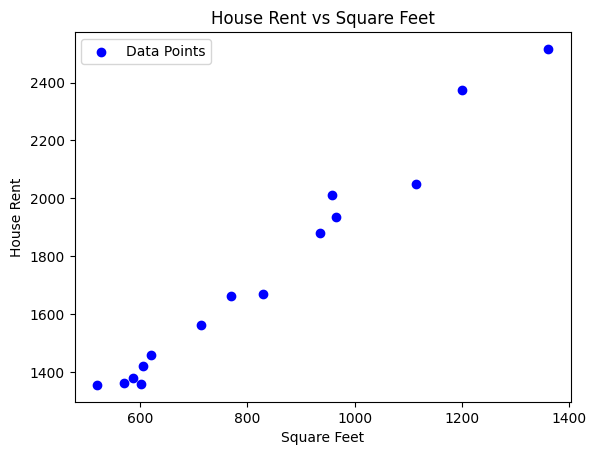 House Rent vs Square Feet
Data Points
House Rent
2400
2200
2000
1800
1600
1400
600 800 1000 1200 1400
Square Feet